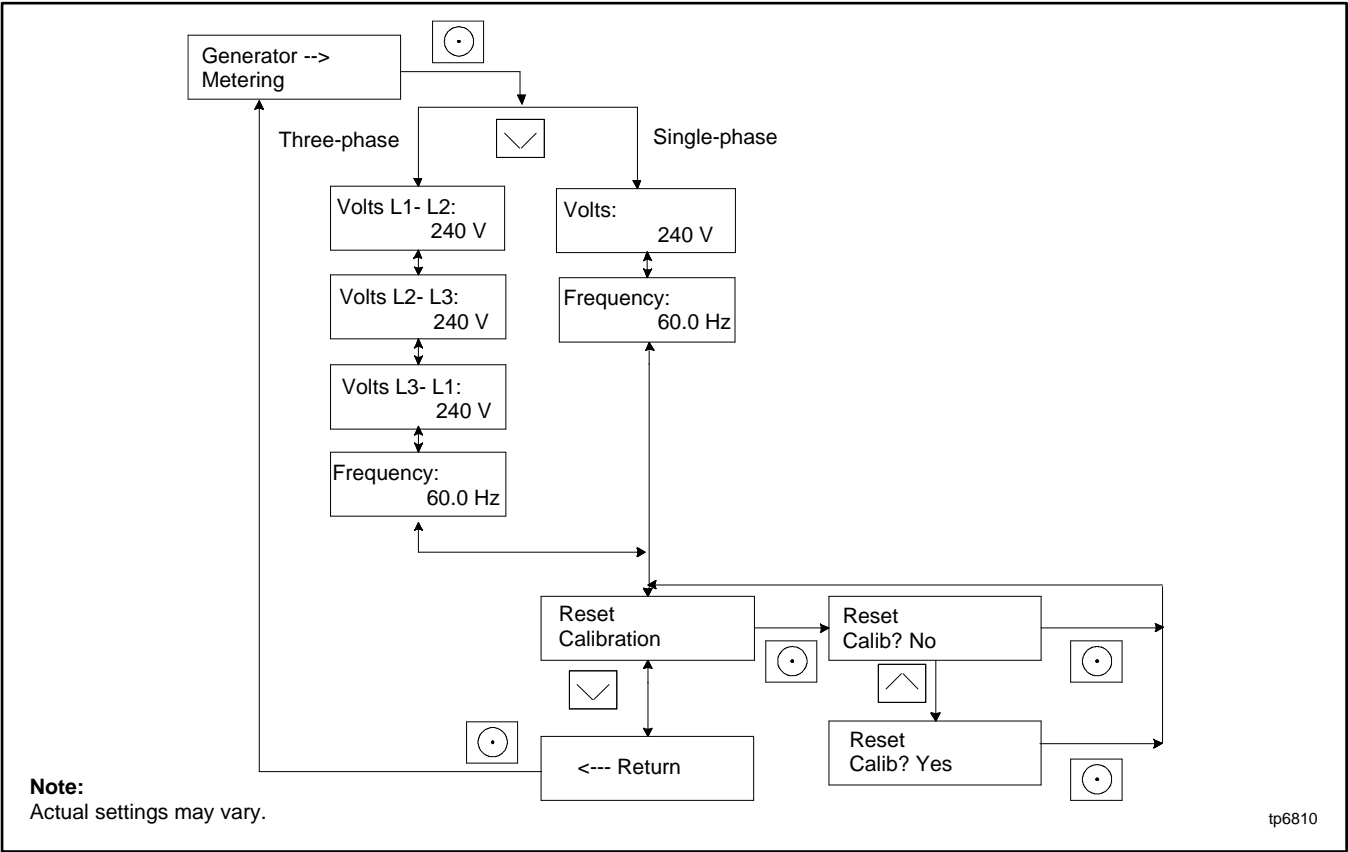 Generator -->
Metering
Three-phase
Single-phase
Volts L1- L2:
240 V
Volts L2- L3:
240 V
Volts L3- L1:
240 V
Frequency:
60.0 Hz
Volts:
240 V
Frequency:
60.0 Hz
Reset
Calibration
Reset
Calib? No
Reset
Calib? Yes
<--- Return
Note:
Actual settings may vary.
tp6810